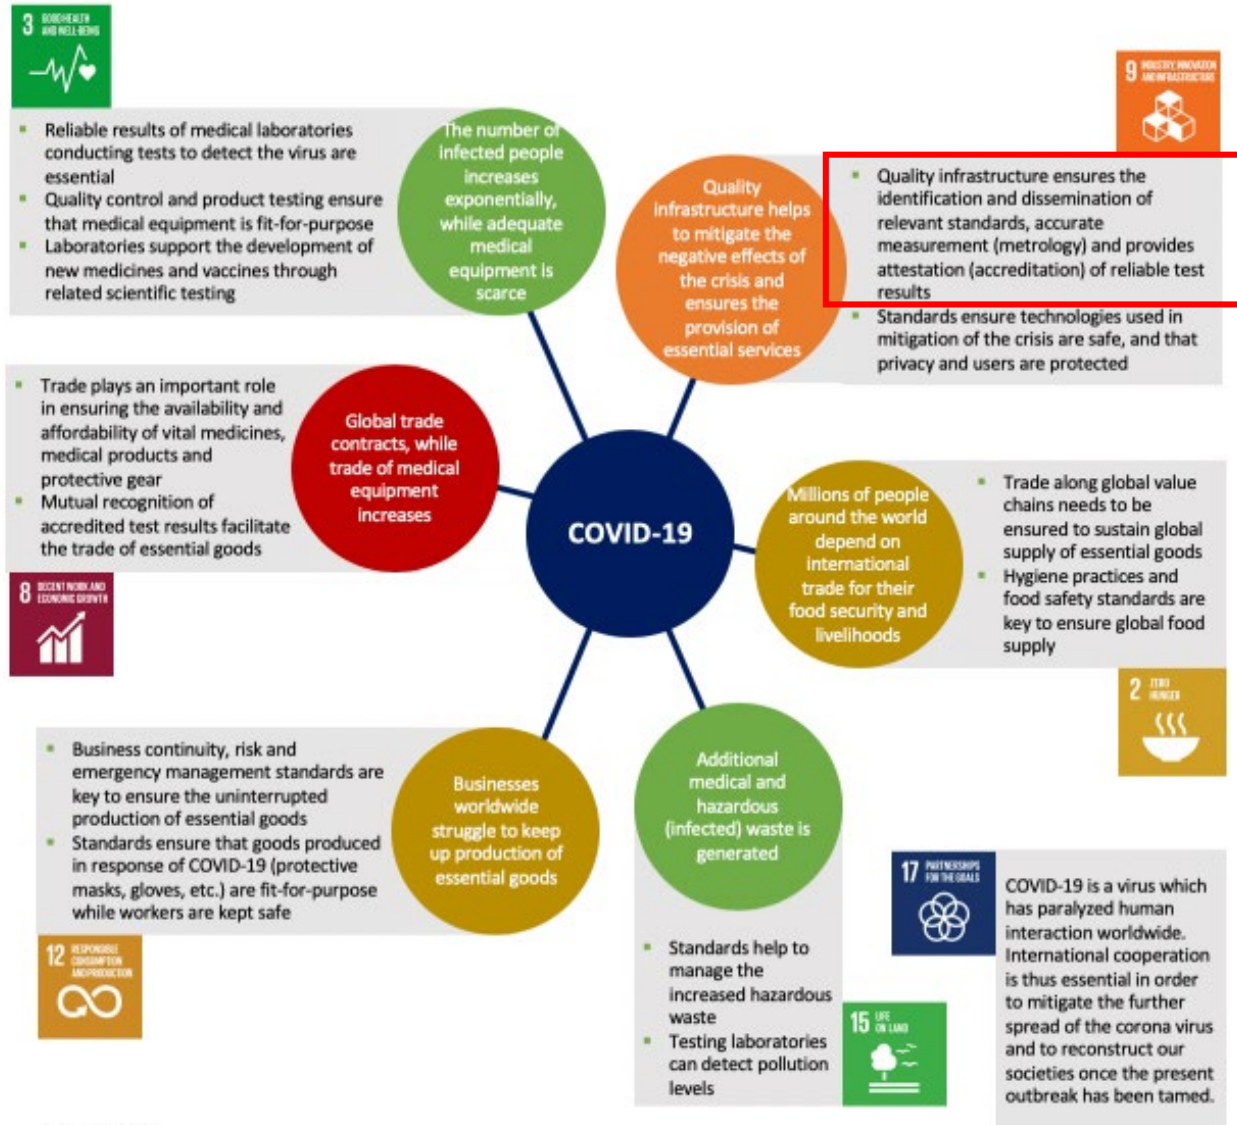 3 GOOD HEALTH
AND WELL-BEING
▪ Reliable results of medical laboratories
conducting tests to detect the virus are
essential
▪ Quality control and product testing ensure
that medical equipment is fit-for-purpose
▪ Laboratories support the development of
new medicines and vaccines through
related scientific testing
The number of
infected people
increases
exponentially,
while adequate
medical
equipment is
scarce
9 INDUSTRY, INNOVATION
AND INFRASTRUCTURE
Quality
infrastructure helps
to mitigate the
negative effects of
the crisis and
ensures the
provision of
essential services
▪ Quality infrastructure ensures the
identification and dissemination of
relevant standards, accurate
measurement (metrology) and provides
attestation (accreditation) of reliable test
results
▪ Standards ensure technologies used in
mitigation of the crisis are safe, and that
privacy and users are protected
▪ Trade plays an important role
in ensuring the availability and
affordability of vital medicines,
medical products and
protective gear
▪ Mutual recognition of
accredited test results facilitate
the trade of essential goods
Global trade
contracts, while
trade of medical
equipment
increases
8 DECENT WORK AND
ECONOMIC GROWTH
COVID-19
Millions of people
around the world
depend on
international
trade for their
food security and
livelihoods
▪ Trade along global value
chains needs to be
ensured to sustain global
supply of essential goods
▪ Hygiene practices and
food safety standards are
key to ensure global food
supply
2 ZERO
HUNGER
▪ Business continuity, risk and
emergency management standards are
key to ensure the uninterrupted
production of essential goods
▪ Standards ensure that goods produced
in response of COVID-19 (protective
masks, gloves, etc.) are fit-for-purpose
while workers are kept safe
Businesses
worldwide
struggle to keep
up production of
essential goods
12 RESPONSIBLE
CONSUMPTION
AND PRODUCTION
Additional
medical and
hazardous
(infected) waste is
generated
▪ Standards help to
manage the
increased hazardous
waste
▪ Testing laboratories
can detect pollution
levels
15 LIFE
ON LAND
17 PARTNERSHIPS
FOR THE GOALS
COVID-19 is a virus which
has paralyzed human
interaction worldwide.
International cooperation
is thus essential in order
to mitigate the further
spread of the corona virus
and to reconstruct our
societies once the present
outbreak has been tamed.